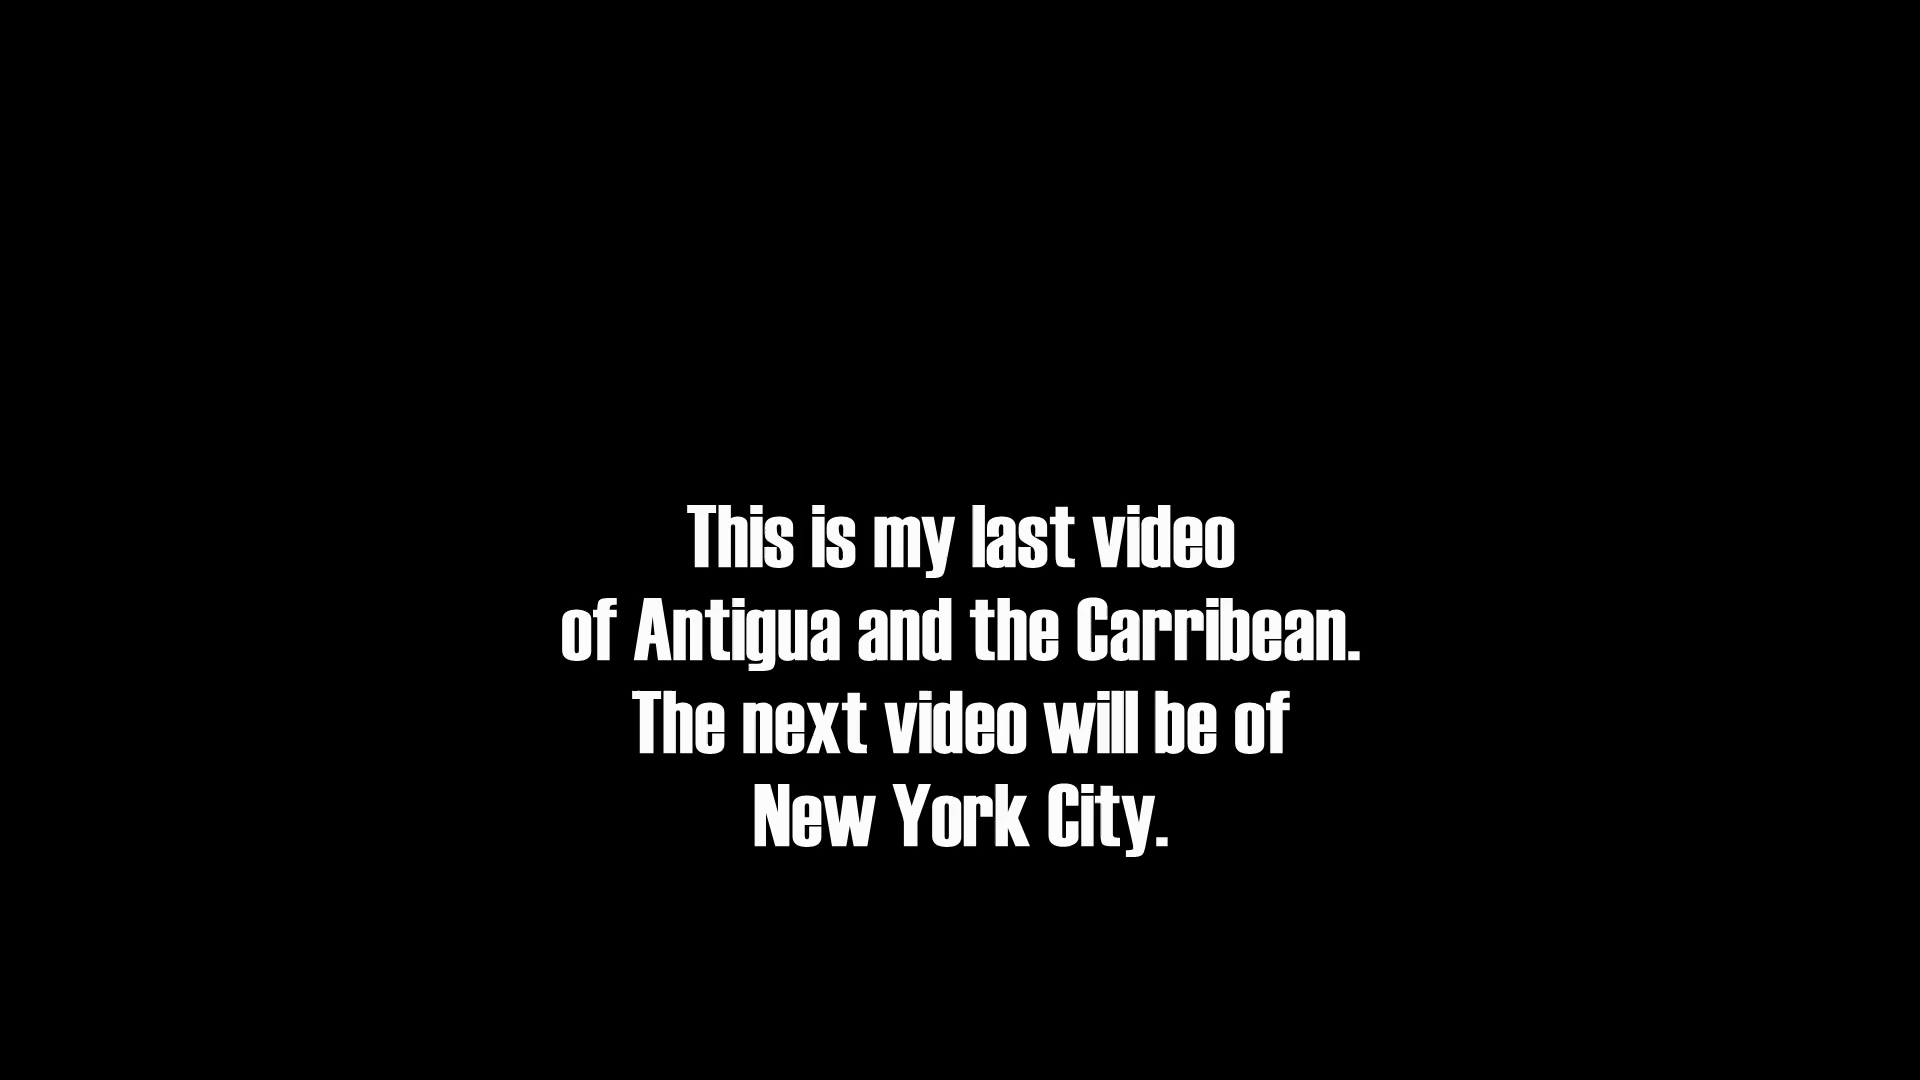 This is my last video
of Antigua and the Carribean.
The next video will be of
New York City.